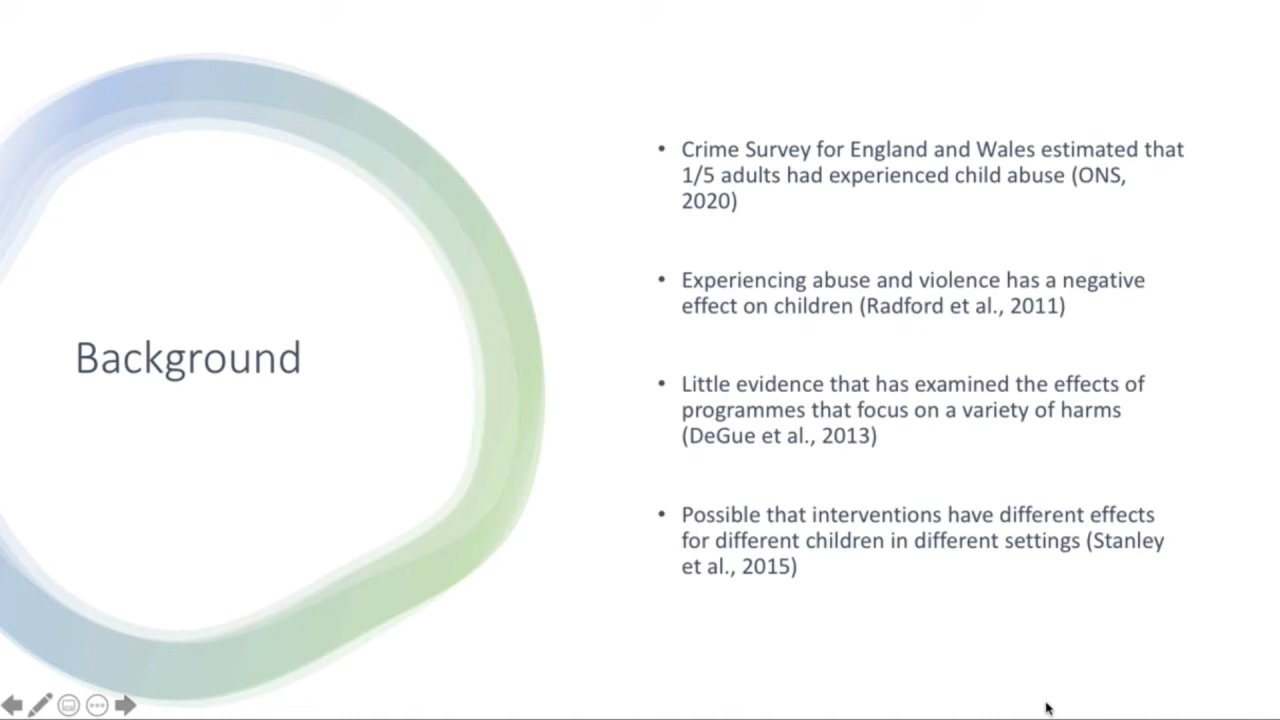 Background
• Crime Survey for England and Wales estimated that
1/5 adults had experienced child abuse (ONS,
2020)
• Experiencing abuse and violence has a negative
effect on children (Radford et al., 2011)
• Little evidence that has examined the effects of
programmes that focus on a variety of harms
(DeGue et al., 2013)
• Possible that interventions have different effects
for different children in different settings (Stanley
et al., 2015)